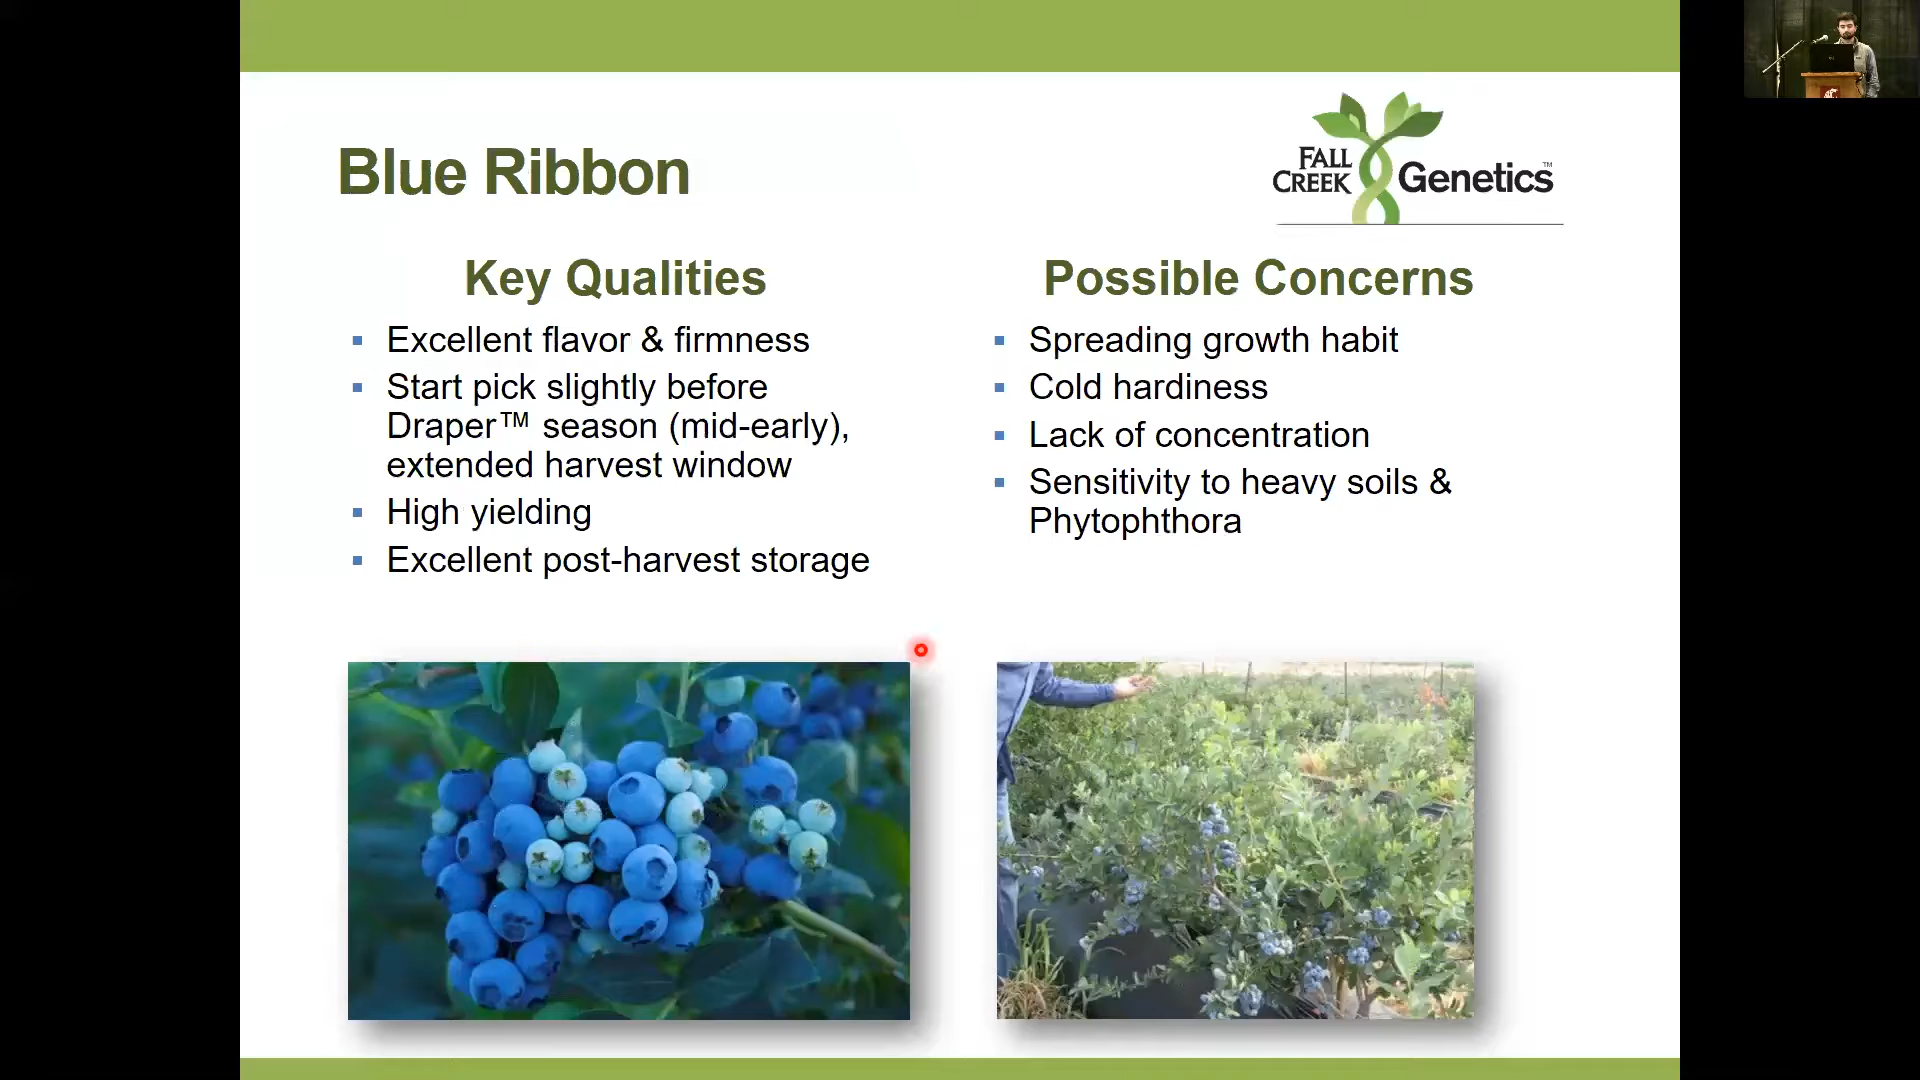 Blue Ribbon
FALL
CREEK
Genetics™
Key Qualities
▪ Excellent flavor & firmness
▪ Start pick slightly before
Draper™ season (mid-early),
extended harvest window
▪ High yielding
▪ Excellent post-harvest storage
Possible Concerns
▪ Spreading growth habit
▪ Cold hardiness
▪ Lack of concentration
▪ Sensitivity to heavy soils &
Phytophthora